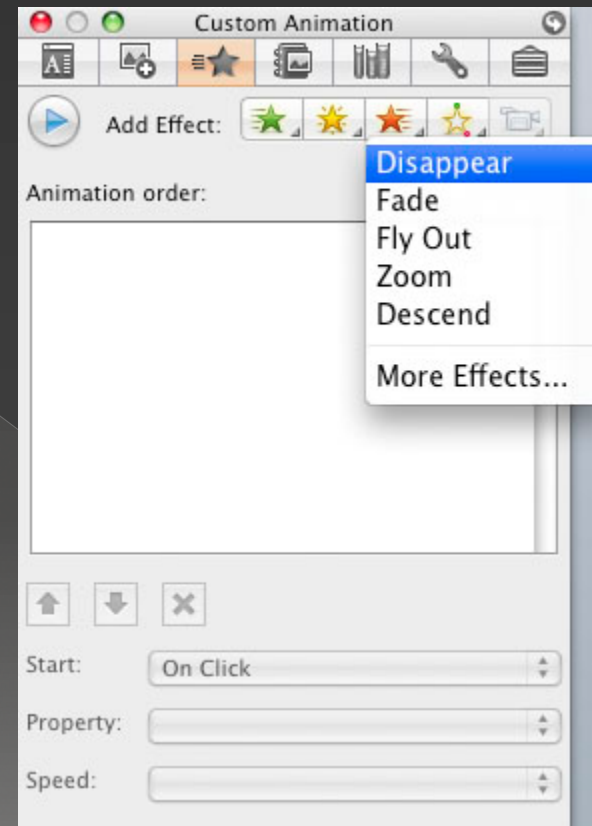 Custom Animation
A
Add Effect:
Disappear
Fade
Fly Out
Zoom
Descend
More Effects...
Animation order:
Start:
On Click
Property:
Speed: